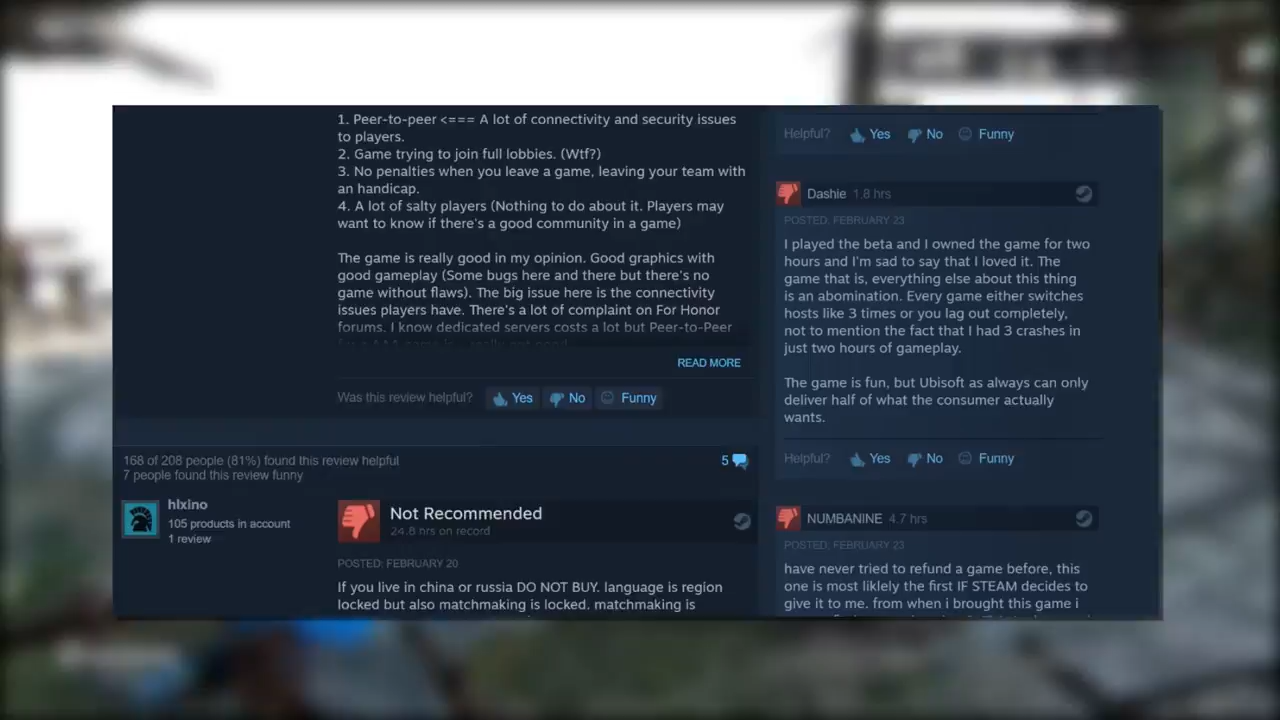 1. Peer-to-peer <=== A lot of connectivity and security issues
to players.
2. Game trying to join full lobbies. (Wtf?)
3. No penalties when you leave a game, leaving your team with
an handicap.
4. A lot of salty players (Nothing to do about it. Players may
want to know if there's a good community in a game)
The game is really good in my opinion. Good graphics with
good gameplay (Some bugs here and there but there's no
game without flaws). The big issue here is the connectivity
issues players have. There's a lot of complaint on For Honor
forums. I know dedicated servers costs a lot but Peer-to-Peer
READ MORE
Was this review helpful? Yes No Funny
168 of 208 people (81%) found this review helpful
7 people found this review funny
5
hlxino
105 products in account
1 review
Not Recommended
24.8 hrs on record
POSTED: FEBRUARY 20
If you live in china or russia DO NOT BUY. language is region
locked but also matchmaking is locked. matchmaking is
Helpful? Yes No Funny
Dashie 1.8 hrs
POSTED: FEBRUARY 23
I played the beta and I owned the game for two
hours and I'm sad to say that I loved it. The
game that is, everything else about this thing
is an abomination. Every game either switches
hosts like 3 times or you lag out completely,
not to mention the fact that I had 3 crashes in
just two hours of gameplay.
The game is fun, but Ubisoft as always can only
deliver half of what the consumer actually
wants.
Helpful? Yes No Funny
NUMBANINE 4.7 hrs
POSTED: FEBRUARY 23
have never tried to refund a game before, this
one is most liklely the first IF STEAM decides to
give it to me. from when i brought this game i